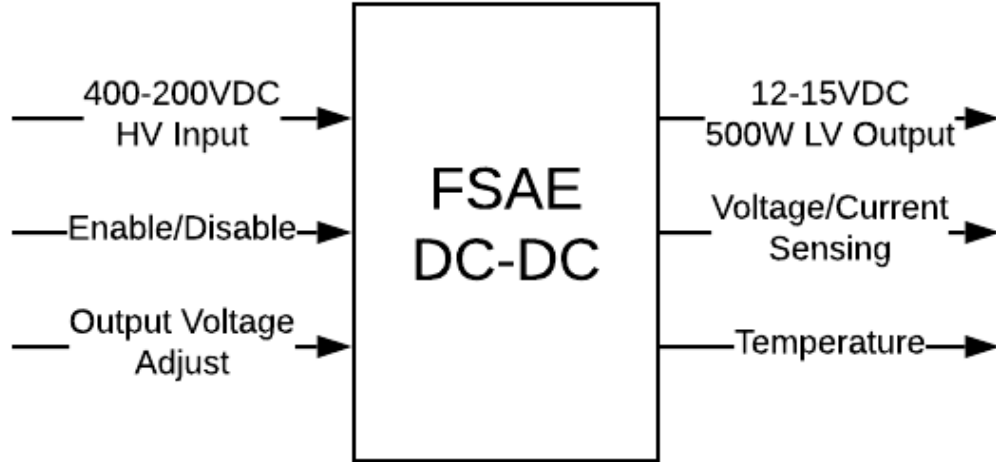 400-200VDC
HV Input
Enable/Disable
Output Voltage
Adjust
FSAE
DC-DC
12-15VDC
500W LV Output
Voltage/Current
Sensing
Temperature